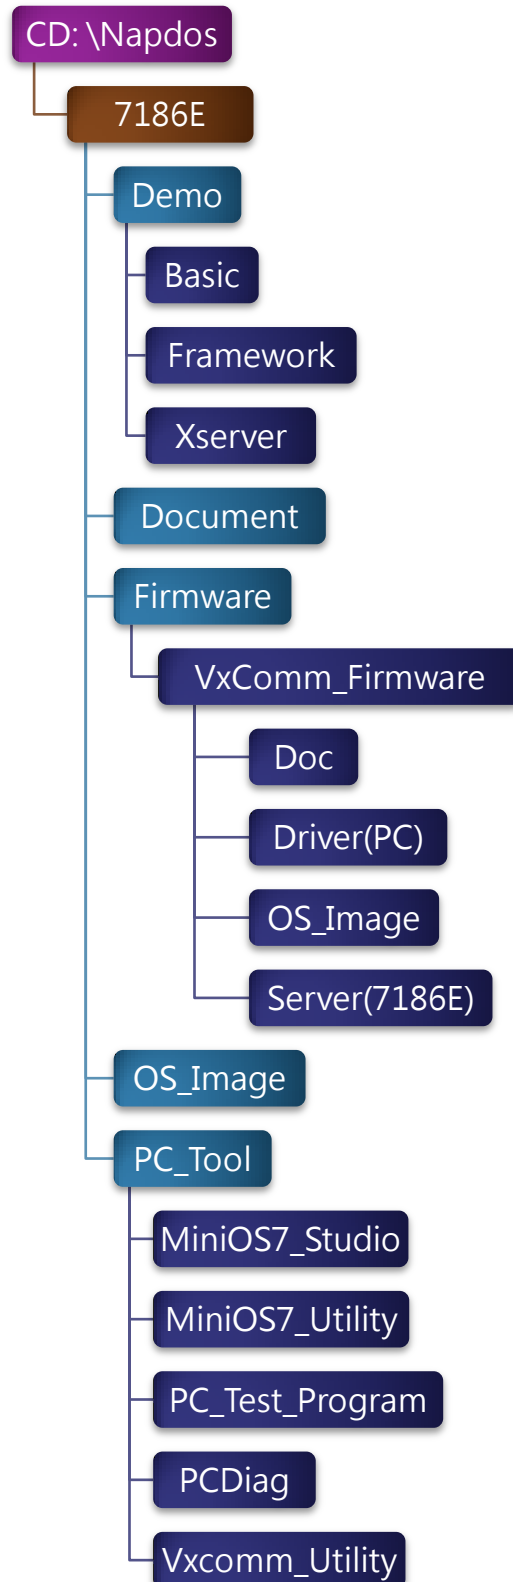 CD: \Napdos
7186E
Demo
Basic
Framework
Xserver
Document
Firmware
VxComm_Firmware
Doc
Driver(PC)
OS_Image
Server(7186E)
OS_Image
PC_Tool
MiniOS7_Studio
MiniOS7_Utility
PC_Test_Program
PCDiag
Vxcomm_Utility